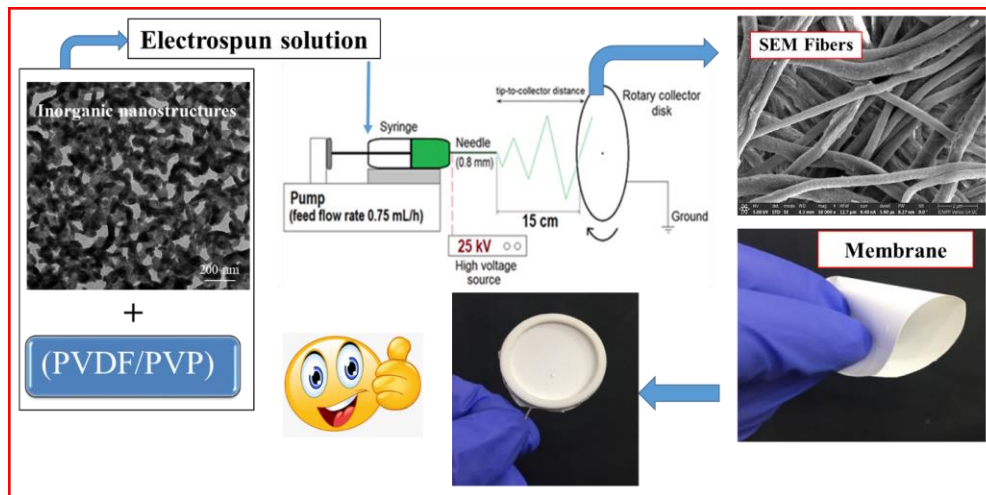 Electrospun solution
Inorganic nanostructures
200 nm
+
(PVDF/PVP)
Syringe
Needle
(0.8 mm)
tip-to-collector distance
Rotary collector
disk
Pump
(feed flow rate 0.75 mL/h)
15 cm
Ground
25 kV
High voltage
source
SEM Fibers
Membrane